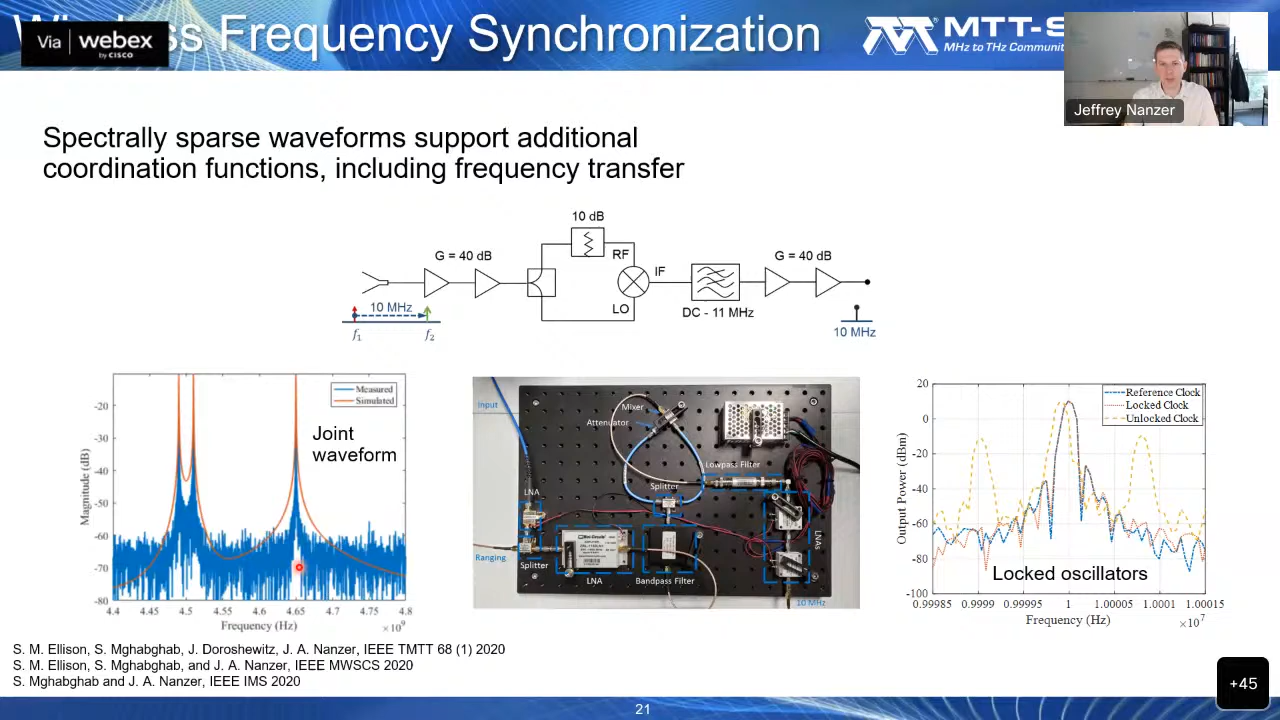 ss Frequency Synchronization
Via webex
by CISCO
MTT-S
MHz to THz Communit
Jeffrey Nanzer
Spectrally sparse waveforms support additional
coordination functions, including frequency transfer
10 dB
G = 40 dB
RF
IF
LO
G = 40 dB
DC - 11 MHz
10 MHz
f1
f2
10 MHz
Measured
Simulated
Joint
waveform
-20
-30
-40
-50
-60
-70
-80
Magnitude (dB)
4.4 4.45 4.5 4.55 4.6 4.65 4.7 4.75 4.8
Frequency (Hz)
×10^9
Input
Mixer
Attenuator
Lowpass Filter
Splitter
LNA
LNAs
Ranging
Splitter
LNA
Bandpass Filter
10 MHz
Reference Clock
Locked Clock
Unlocked Clock
20
0
-20
-40
-60
-80
-100
Output Power (dBm)
Locked oscillators
0.99985 0.9999 0.99995 1 1.00005 1.0001 1.00015
Frequency (Hz)
×10^7
S. M. Ellison, S. Mghabghab, J. Doroshewitz, J. A. Nanzer, IEEE TMTT 68 (1) 2020
S. M. Ellison, S. Mghabghab, and J. A. Nanzer, IEEE MWSCS 2020
S. Mghabghab and J. A. Nanzer, IEEE IMS 2020
21
+45